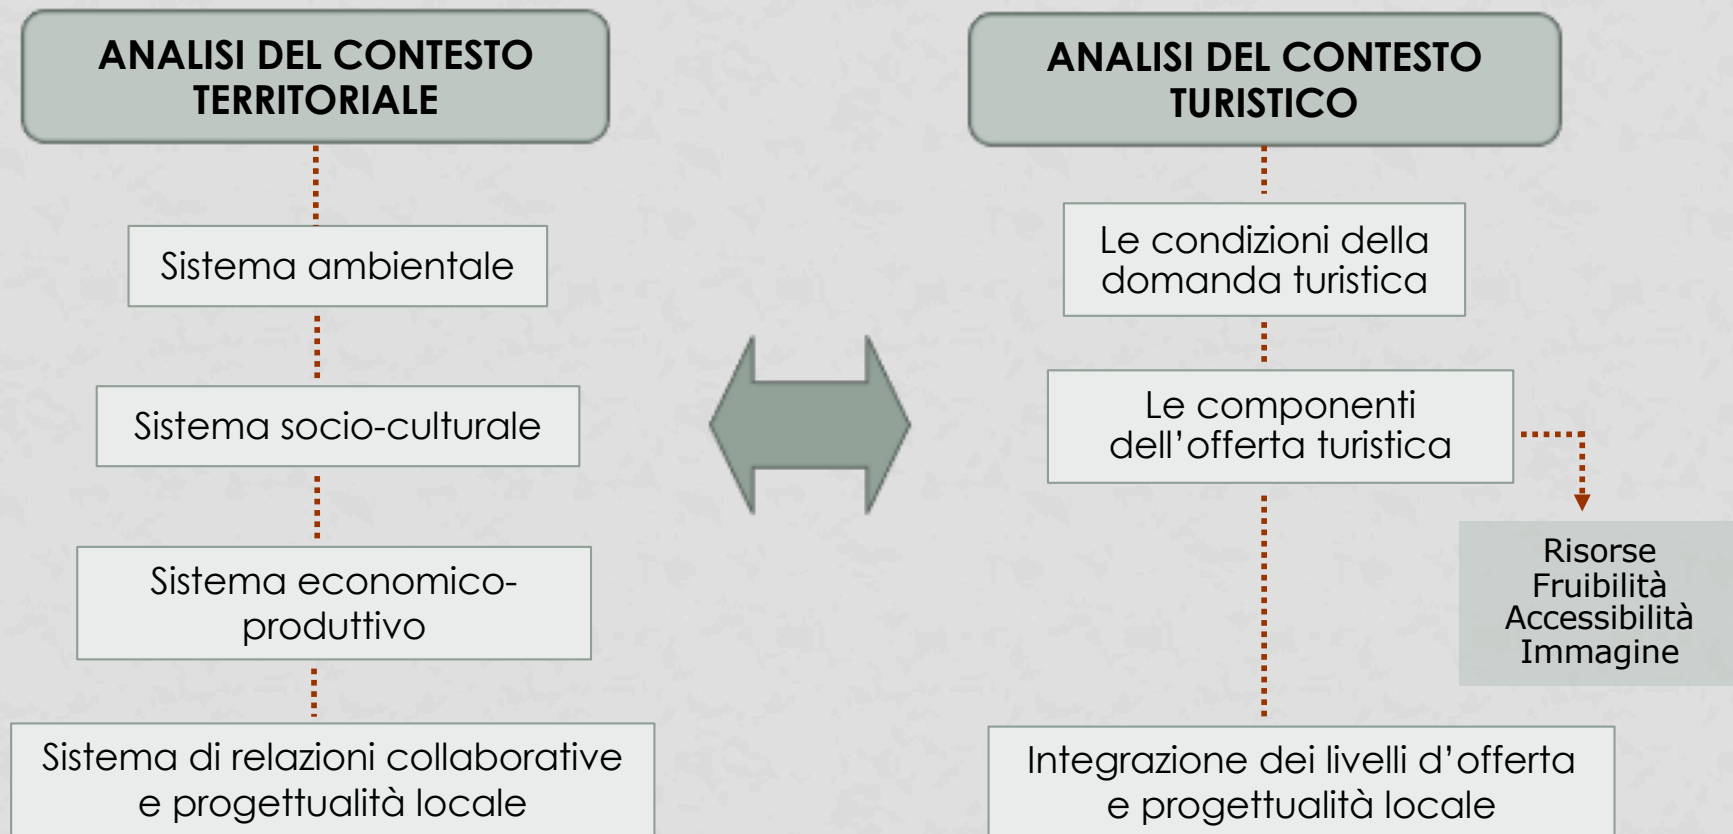 ANALISI DEL CONTESTO
TERRITORIALE
Sistema ambientale
Sistema socio-culturale
Sistema economico-
produttivo
Sistema di relazioni collaborative
e progettualità locale
ANALISI DEL CONTESTO
TURISTICO
Le condizioni della
domanda turistica
Le componenti
dell’offerta turistica
Risorse
Fruibilità
Accessibilità
Immagine
Integrazione dei livelli d’offerta
e progettualità locale